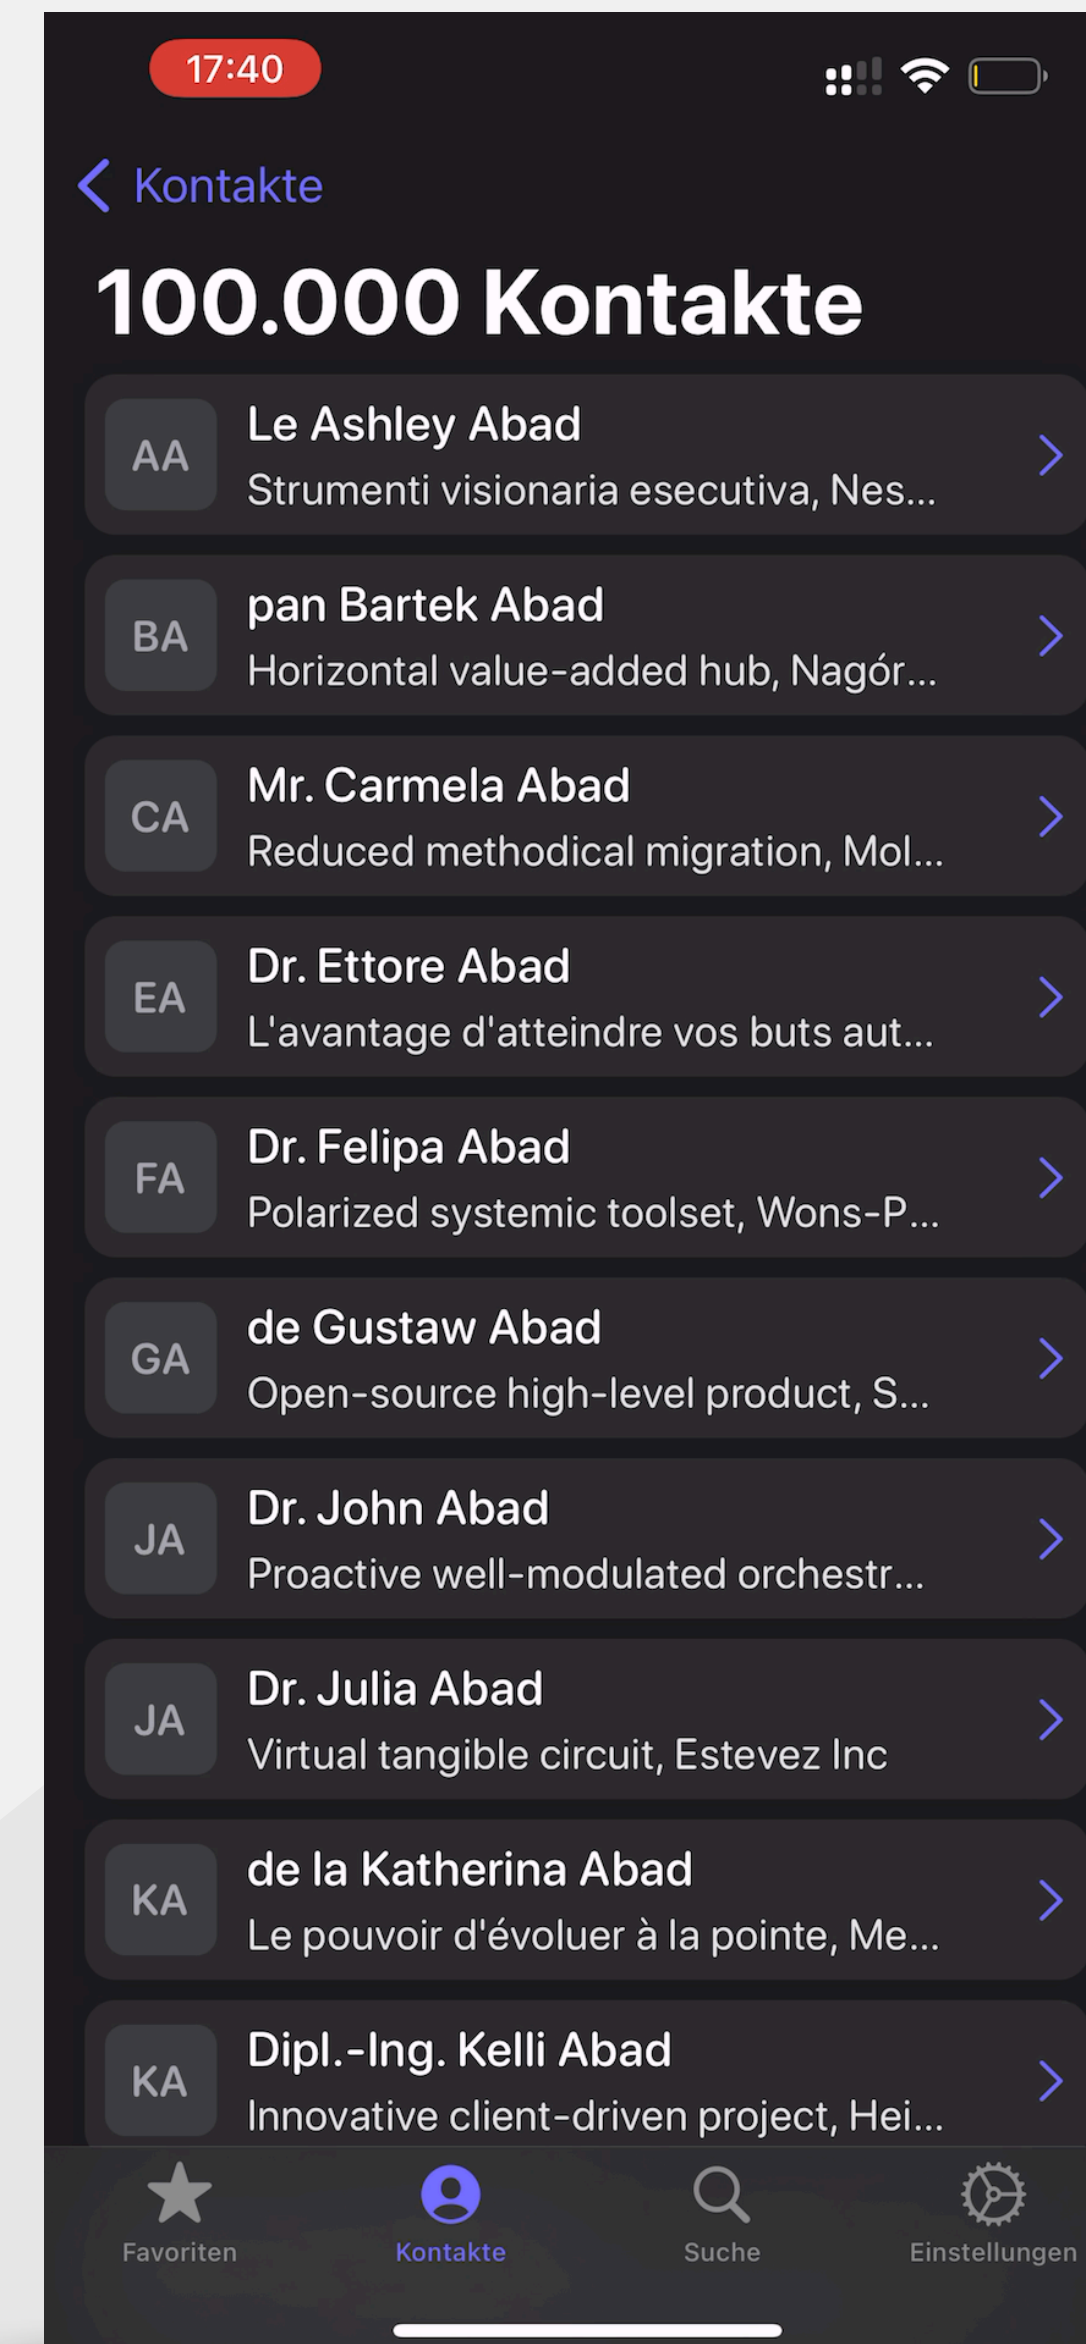 17:40
Kontakte
100.000 Kontakte
AA
Le Ashley Abad
Strumenti visionaria esecutiva, Nes...
BA
pan Bartek Abad
Horizontal value-added hub, Nagór...
CA
Mr. Carmela Abad
Reduced methodical migration, Mol...
EA
Dr. Ettore Abad
L'avantage d'atteindre vos buts aut...
FA
Dr. Felipa Abad
Polarized systemic toolset, Wons-P...
GA
de Gustaw Abad
Open-source high-level product, S...
JA
Dr. John Abad
Proactive well-modulated orchestr...
JA
Dr. Julia Abad
Virtual tangible circuit, Estevez Inc
KA
de la Katherina Abad
Le pouvoir d'évoluer à la pointe, Me...
KA
Dipl.-Ing. Kelli Abad
Innovative client-driven project, Hei...
Favoriten
Kontakte
Suche
Einstellungen